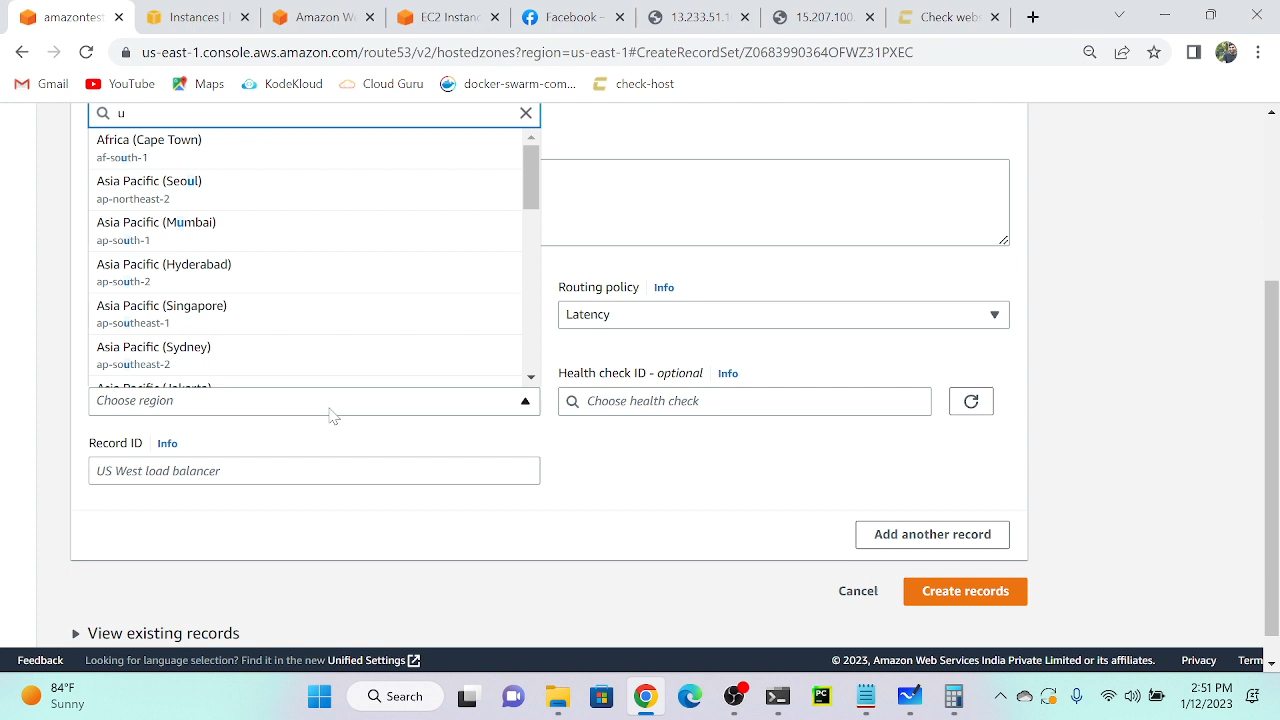 amazontest
Instances |
Amazon W
EC2 Instanc
Facebook –
13.233.51.1
15.207.100.
Check webs
us-east-1.console.aws.amazon.com/route53/v2/hostedzones?region=us-east-1#CreateRecordSet/Z0683990364OFWZ31PXEC
Gmail
YouTube
Maps
KodeKloud
Cloud Guru
docker-swarm-com...
check-host
u
Africa (Cape Town)
af-south-1
Asia Pacific (Seoul)
ap-northeast-2
Asia Pacific (Mumbai)
ap-south-1
Asia Pacific (Hyderabad)
ap-south-2
Asia Pacific (Singapore)
ap-southeast-1
Asia Pacific (Sydney)
ap-southeast-2
Asia Pacific (Jakarta)
Choose region
Routing policy Info
Latency
Health check ID - optional Info
Choose health check
Record ID Info
US West load balancer
Add another record
Cancel
Create records
View existing records
Feedback
Looking for language selection? Find it in the new Unified Settings
© 2023, Amazon Web Services India Private Limited or its affiliates.
Privacy
Term
84°F
Sunny
Search
PC
2:51 PM
1/12/2023